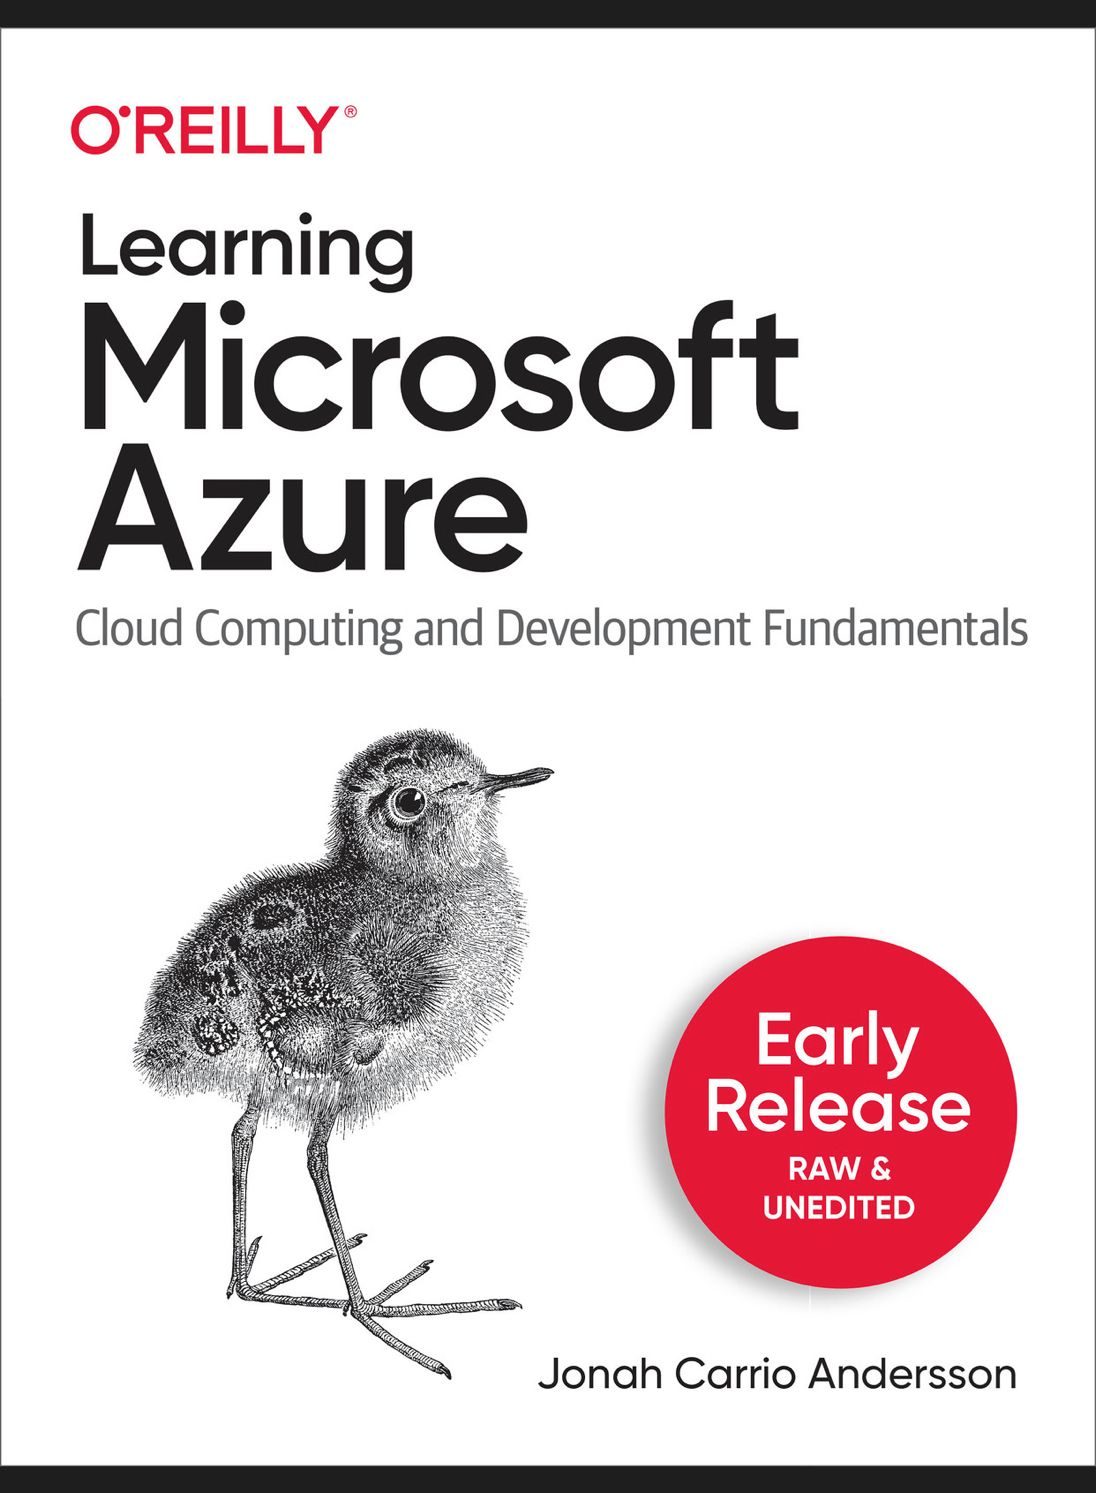 O'REILLY®
Learning
Microsoft
Azure
Cloud Computing and Development Fundamentals
Early
Release
RAW &
UNEDITED
Jonah Carrio Andersson